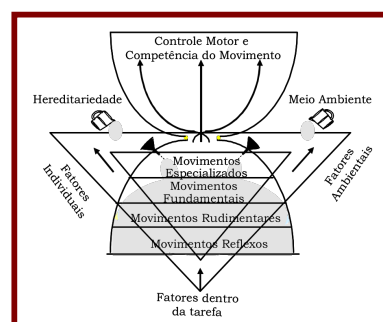 Controle Motor e
Competência do Movimento
Hereditariedade
Meio Ambiente
Fatores
Individuais
Fatores
Ambientais
Movimentos
Especializados
Movimentos
Fundamentais
Movimentos Rudimentares
Movimentos Reflexos
Fatores dentro
da tarefa